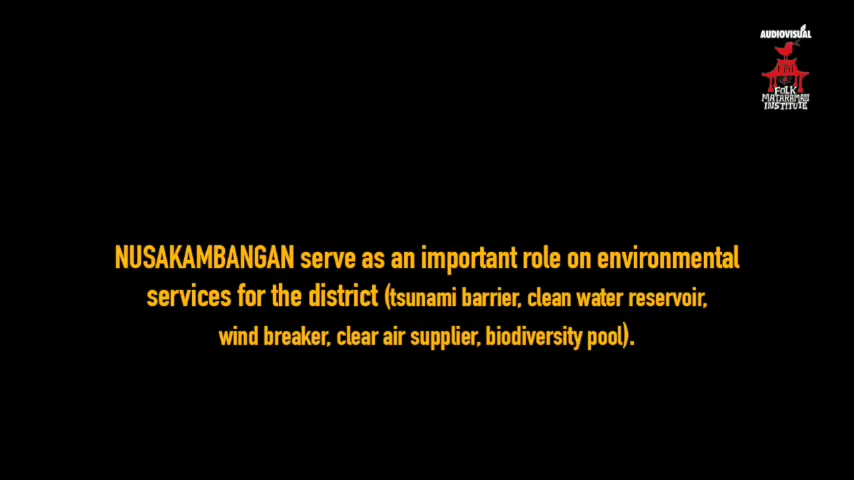 AUDIOVISUAL
FOLK
MATARAMAN
INSTITUTE
NUSAKAMBANGAN serve as an important role on environmental
services for the district (tsunami barrier, clean water reservoir,
wind breaker, clear air supplier, biodiversity pool).